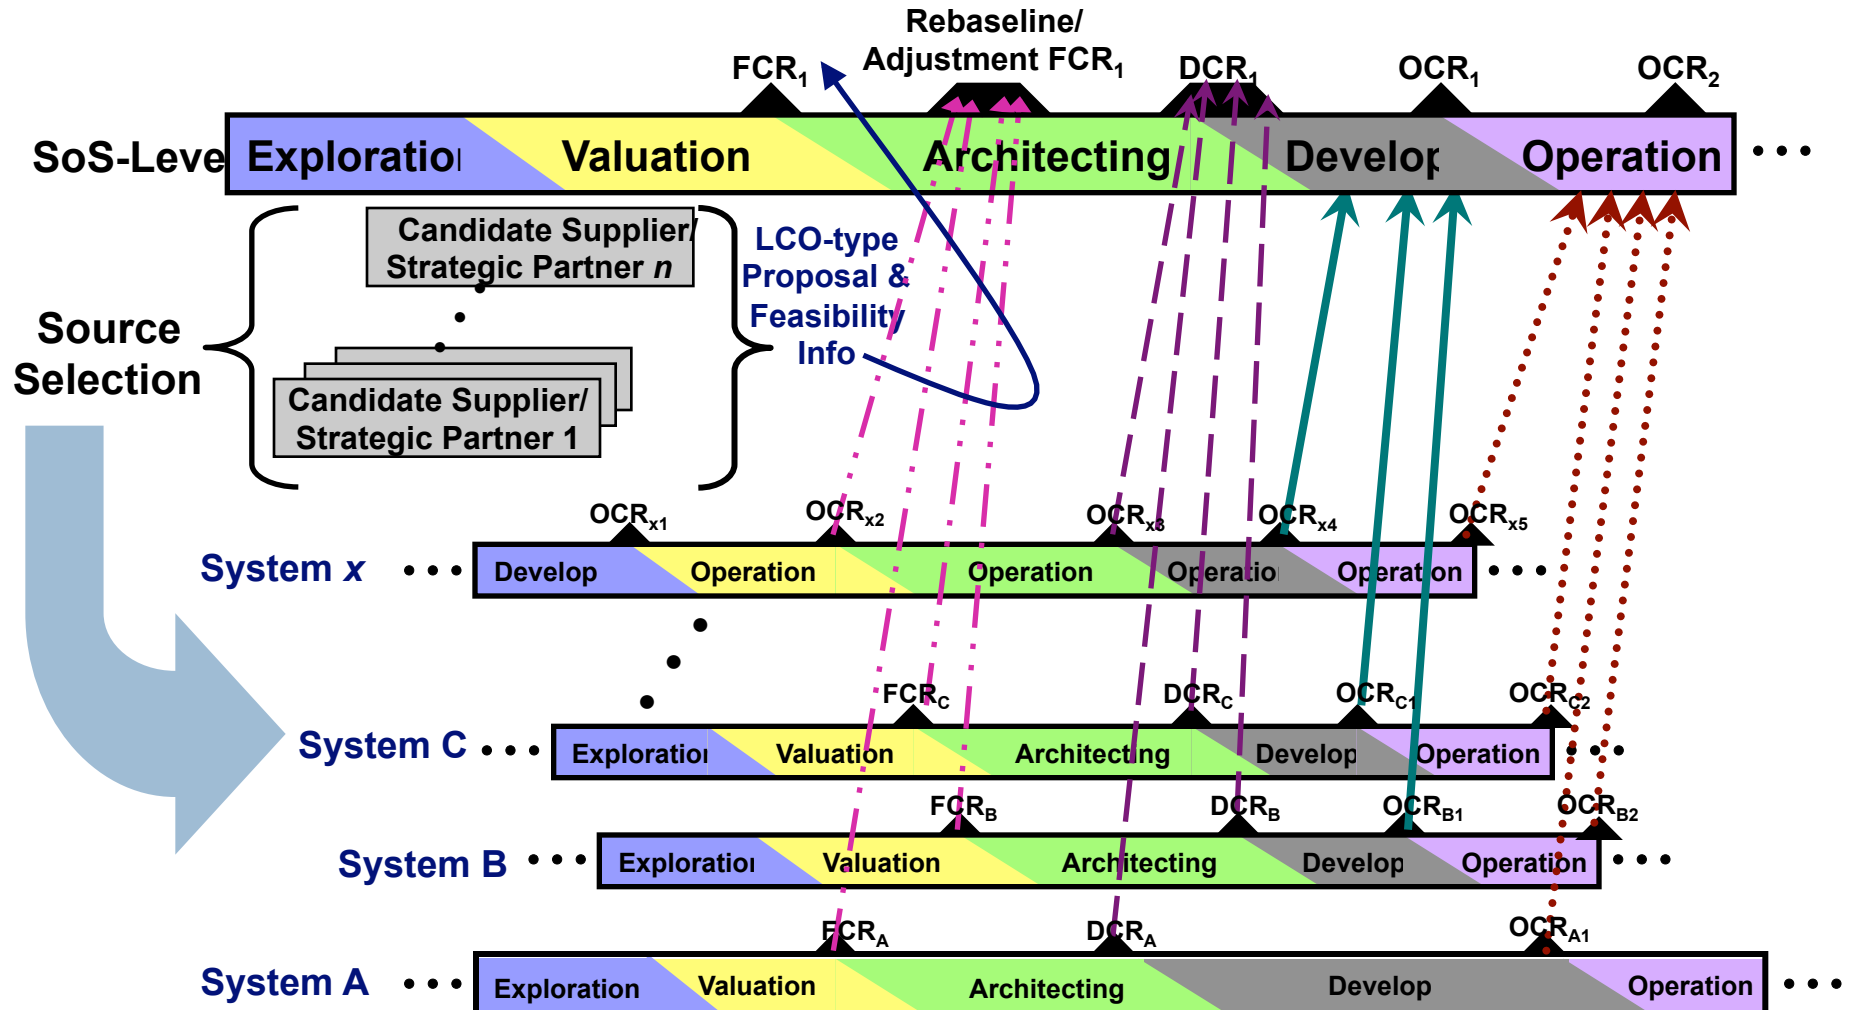 Rebaseline/
Adjustment FCR₁
FCR₁
DCR₁
OCR₁
OCR₂
SoS-Leve
Exploratio
Valuation
Architecting
Develop
Operation
Candidate Supplier/
Strategic Partner n
Source
Selection
Candidate Supplier/
Strategic Partner 1
LCO-type
Proposal &
Feasibility
Info
OCRx1
OCRx2
OCRx3
OCRx4
OCRx5
System x
Develop
Operation
Operation
Operatio
Operation
FCRC
DCRC
OCRC1
OCRC2
System C
Exploration
Valuation
Architecting
Develop
Operation
FCRB
DCRB
OCRB1
OCRB2
System B
Exploration
Valuation
Architecting
Develop
Operation
FCRA
DCRA
OCRA1
System A
Exploration
Valuation
Architecting
Develop
Operation